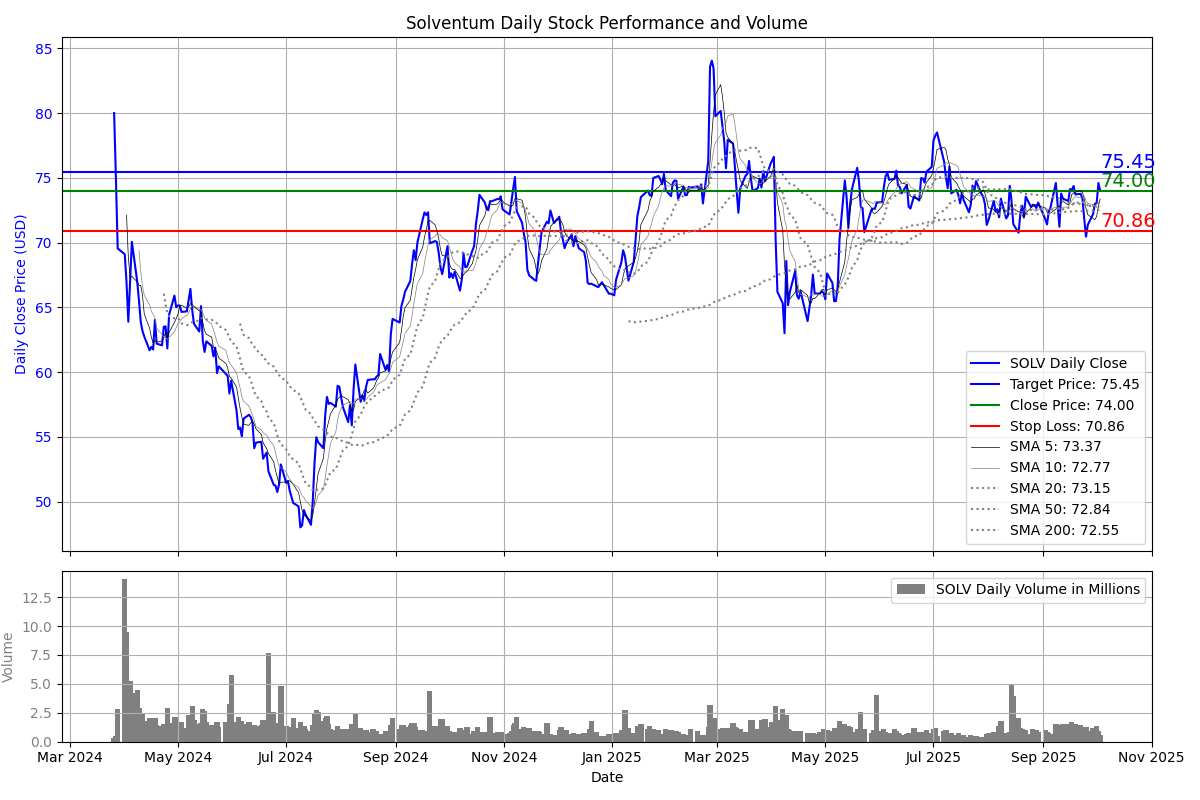 Solventum Daily Stock Performance and Volume
85
80
75
70
65
60
55
50
Daily Close Price (USD)
75.45
74.00
70.86
SOLV Daily Close
Target Price: 75.45
Close Price: 74.00
Stop Loss: 70.86
SMA 5: 73.37
SMA 10: 72.77
SMA 20: 73.15
SMA 50: 72.84
SMA 200: 72.55
SOLV Daily Volume in Millions
12.5
10.0
7.5
5.0
2.5
0.0
Volume
Mar 2024 May 2024 Jul 2024 Sep 2024 Nov 2024 Jan 2025 Mar 2025 May 2025 Jul 2025 Sep 2025 Nov 2025
Date